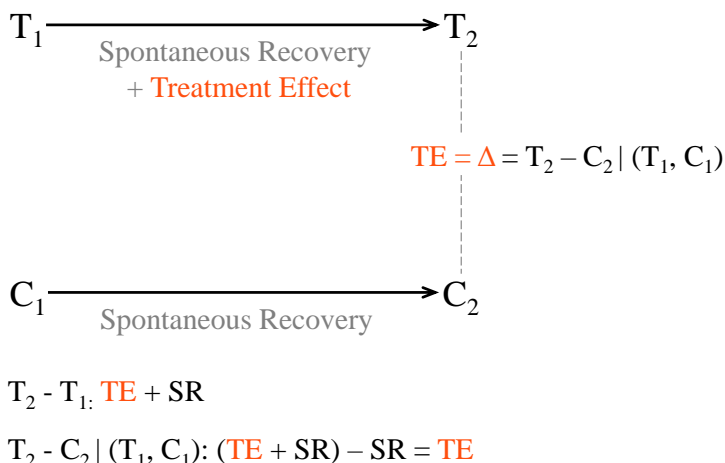 T₁ T₂
Spontaneous Recovery
+ Treatment Effect
TE = Δ = T₂ – C₂ | (T₁, C₁)
C₁ C₂
Spontaneous Recovery
T₂ - T₁: TE + SR
T₂ - C₂ | (T₁, C₁): (TE + SR) – SR = TE